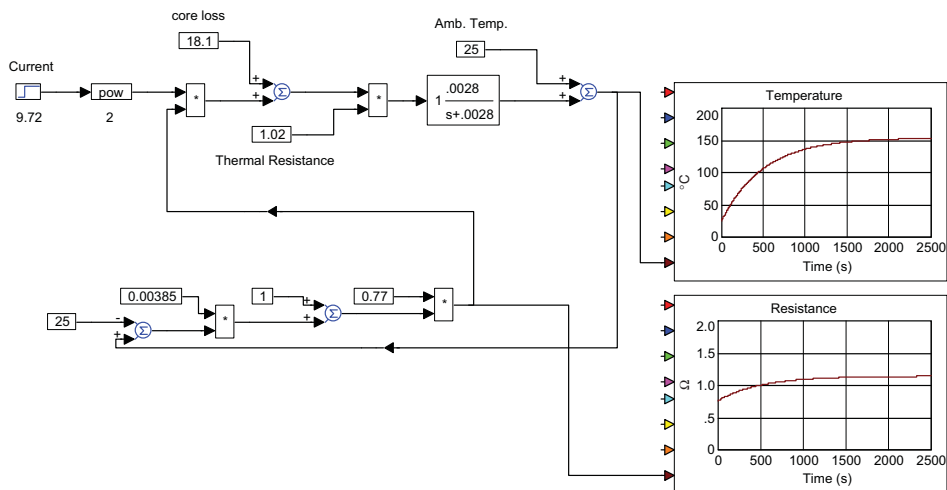 core loss
18.1
Amb. Temp.
25
Current
9.72
pow
2
*
+
+
Σ
*
1.02
Thermal Resistance
1
.0028
s+.0028
+
+
Σ
Temperature
200
150
100
50
0
°C
0 500 1000 1500 2000 2500
Time (s)
25
-
+
Σ
0.00385
*
1
+
+
Σ
0.77
*
Resistance
2.0
1.5
1.0
.5
0
Ω
0 500 1000 1500 2000 2500
Time (s)